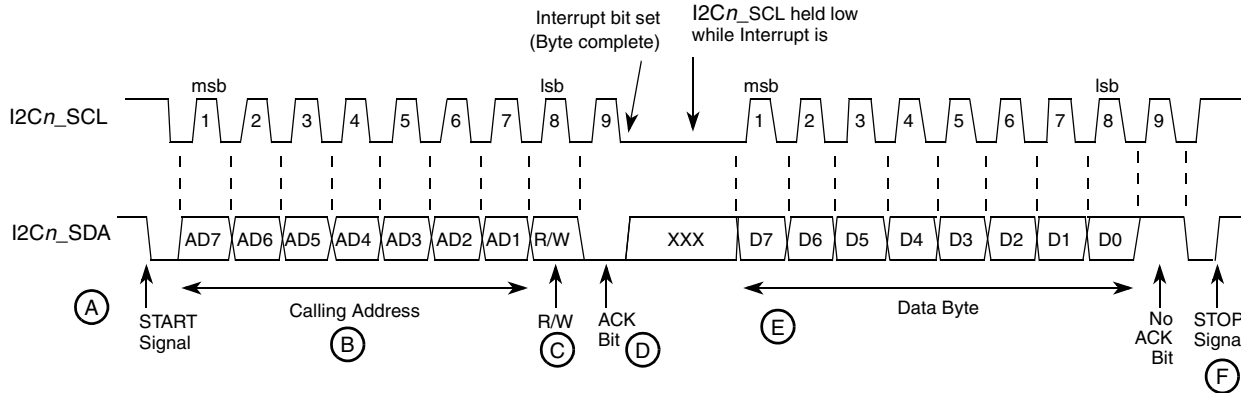 Interrupt bit set
(Byte complete)
I2Cn_SCL held low
while Interrupt is
msb
lsb
msb
lsb
I2Cn_SCL
1 2 3 4 5 6 7 8 9
1 2 3 4 5 6 7 8 9
I2Cn_SDA
AD7 AD6 AD5 AD4 AD3 AD2 AD1 R/W
XXX
D7 D6 D5 D4 D3 D2 D1 D0
A
START
Signal
Calling Address
B
R/W
C
ACK
Bit
D
E
Data Byte
No
ACK
Bit
STOP
Signal
F